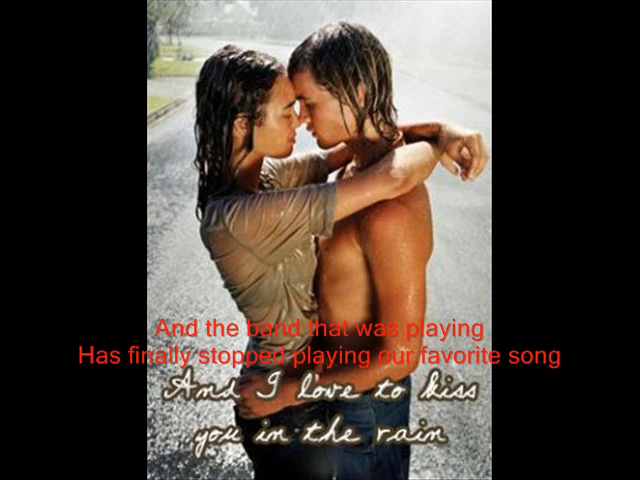 And the band that was playing
Has finally stopped playing our favorite song
And I love to kiss
you in the rain